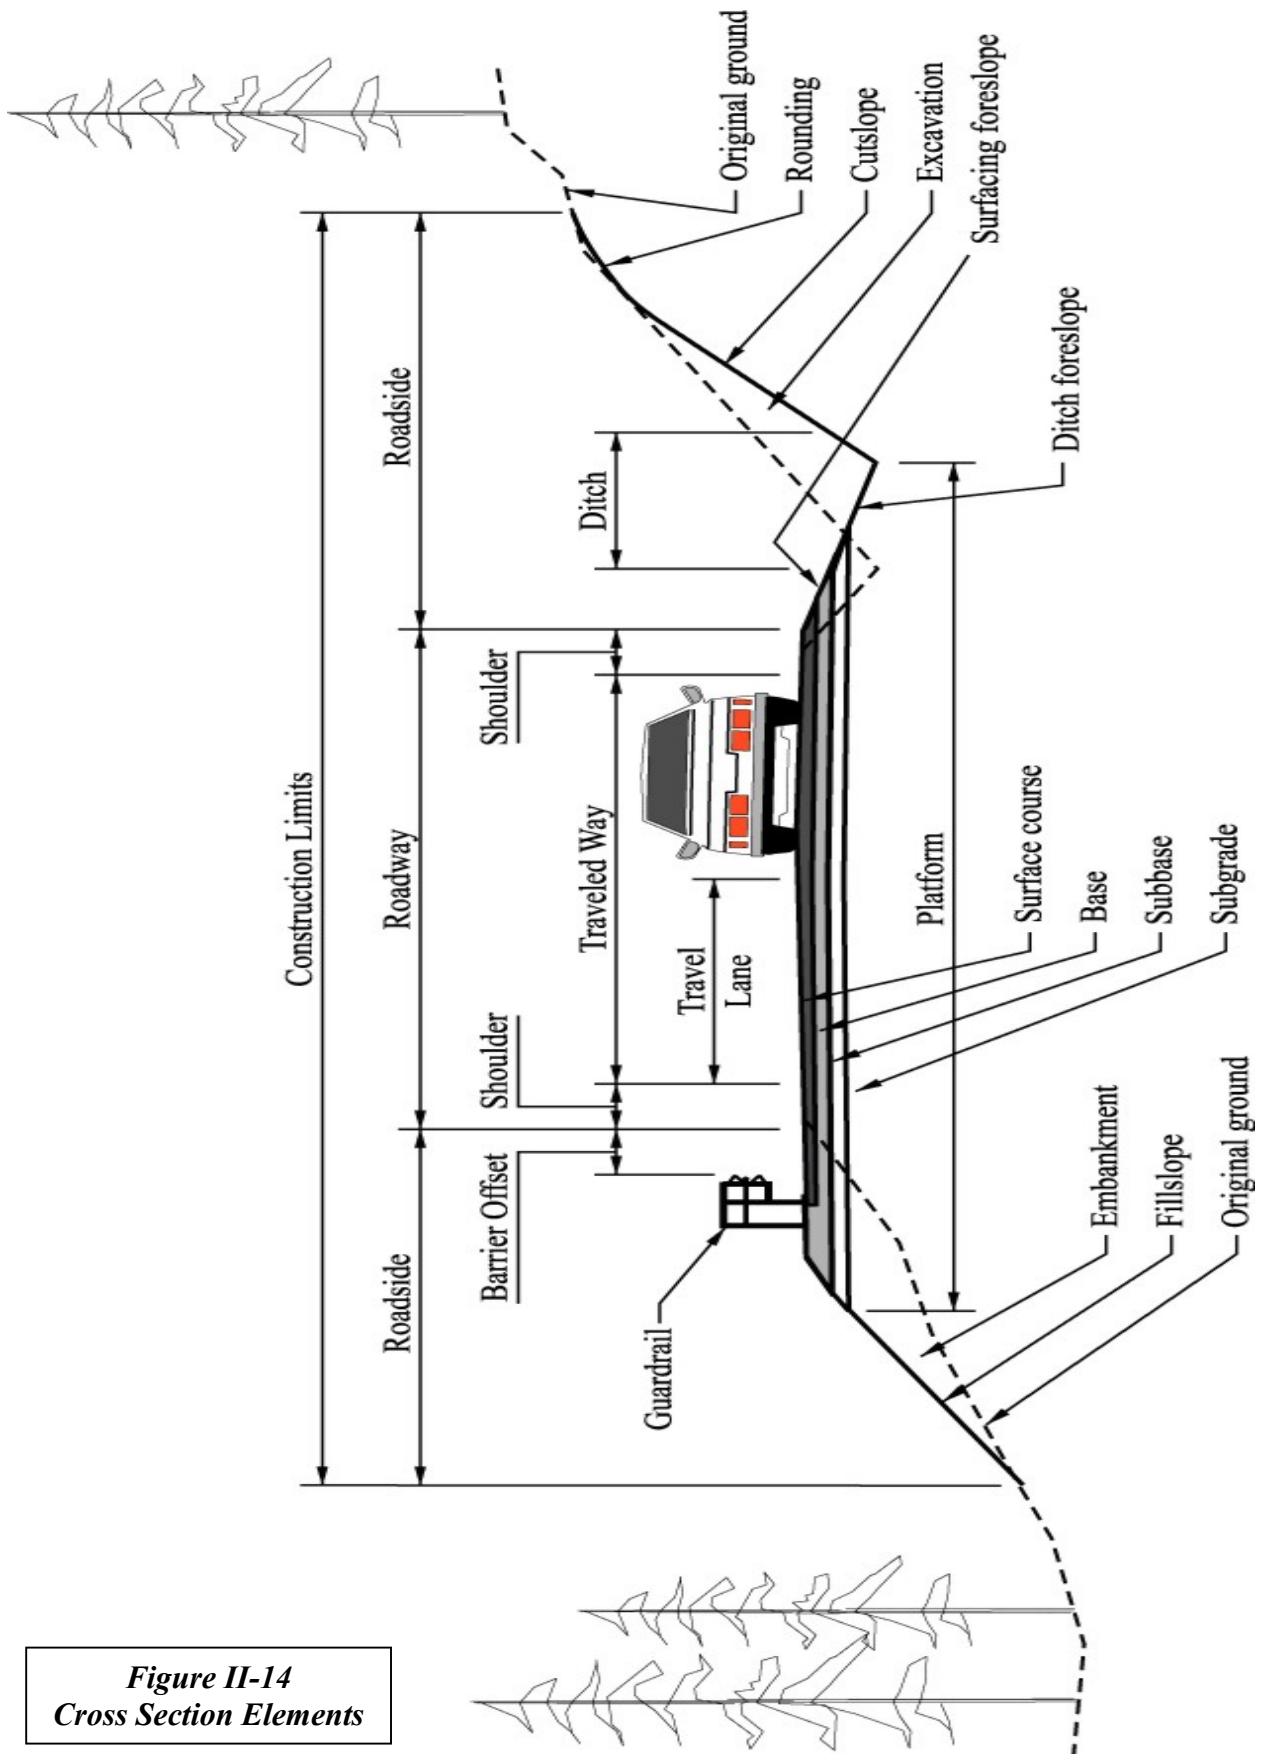 Construction Limits
Roadside
Roadway
Roadside
Barrier Offset
Shoulder
Traveled Way
Shoulder
Ditch
Guardrail
Travel
Lane
Original ground
Rounding
Cutslope
Excavation
Surfacing foreslope
Ditch foreslope
Platform
Surface course
Base
Subbase
Subgrade
Embankment
Fillslope
Original ground
Figure II-14
Cross Section Elements